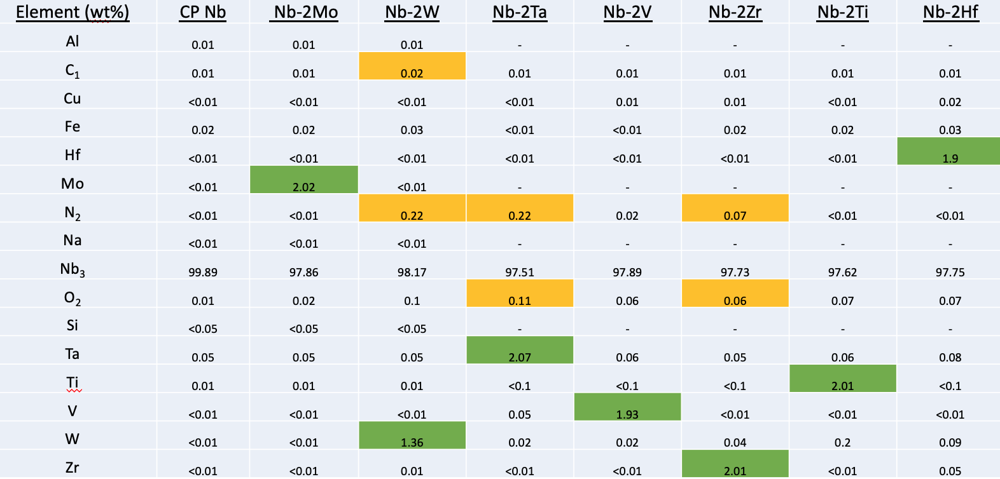 Element (wt%) CP Nb Nb-2Mo Nb-2W Nb-2Ta Nb-2V Nb-2Zr Nb-2Ti Nb-2Hf
Al 0.01 0.01 0.01 - - - - -
C1 0.01 0.01 0.02 0.01 0.01 0.01 0.01 0.01
Cu <0.01 <0.01 <0.01 <0.01 0.01 0.01 <0.01 0.02
Fe 0.02 0.02 0.03 <0.01 <0.01 0.02 0.02 0.03
Hf <0.01 <0.01 <0.01 <0.01 <0.01 <0.01 <0.01 1.9
Mo <0.01 2.02 <0.01 - - - - -
N2 <0.01 <0.01 0.22 0.22 0.02 0.07 <0.01 <0.01
Na <0.01 <0.01 <0.01 - - - - -
Nb3 99.89 97.86 98.17 97.51 97.89 97.73 97.62 97.75
O2 0.01 0.02 0.1 0.11 0.06 0.06 0.07 0.07
Si <0.05 <0.05 <0.05 - - - - -
Ta 0.05 0.05 0.05 2.07 0.06 0.05 0.06 0.08
Ti 0.01 0.01 0.01 <0.1 <0.1 <0.1 2.01 <0.1
V <0.01 <0.01 <0.01 0.05 1.93 <0.01 <0.01 <0.01
W <0.01 <0.01 1.36 0.02 0.02 0.04 0.2 0.09
Zr <0.01 <0.01 0.01 <0.01 <0.01 2.01 <0.01 0.05